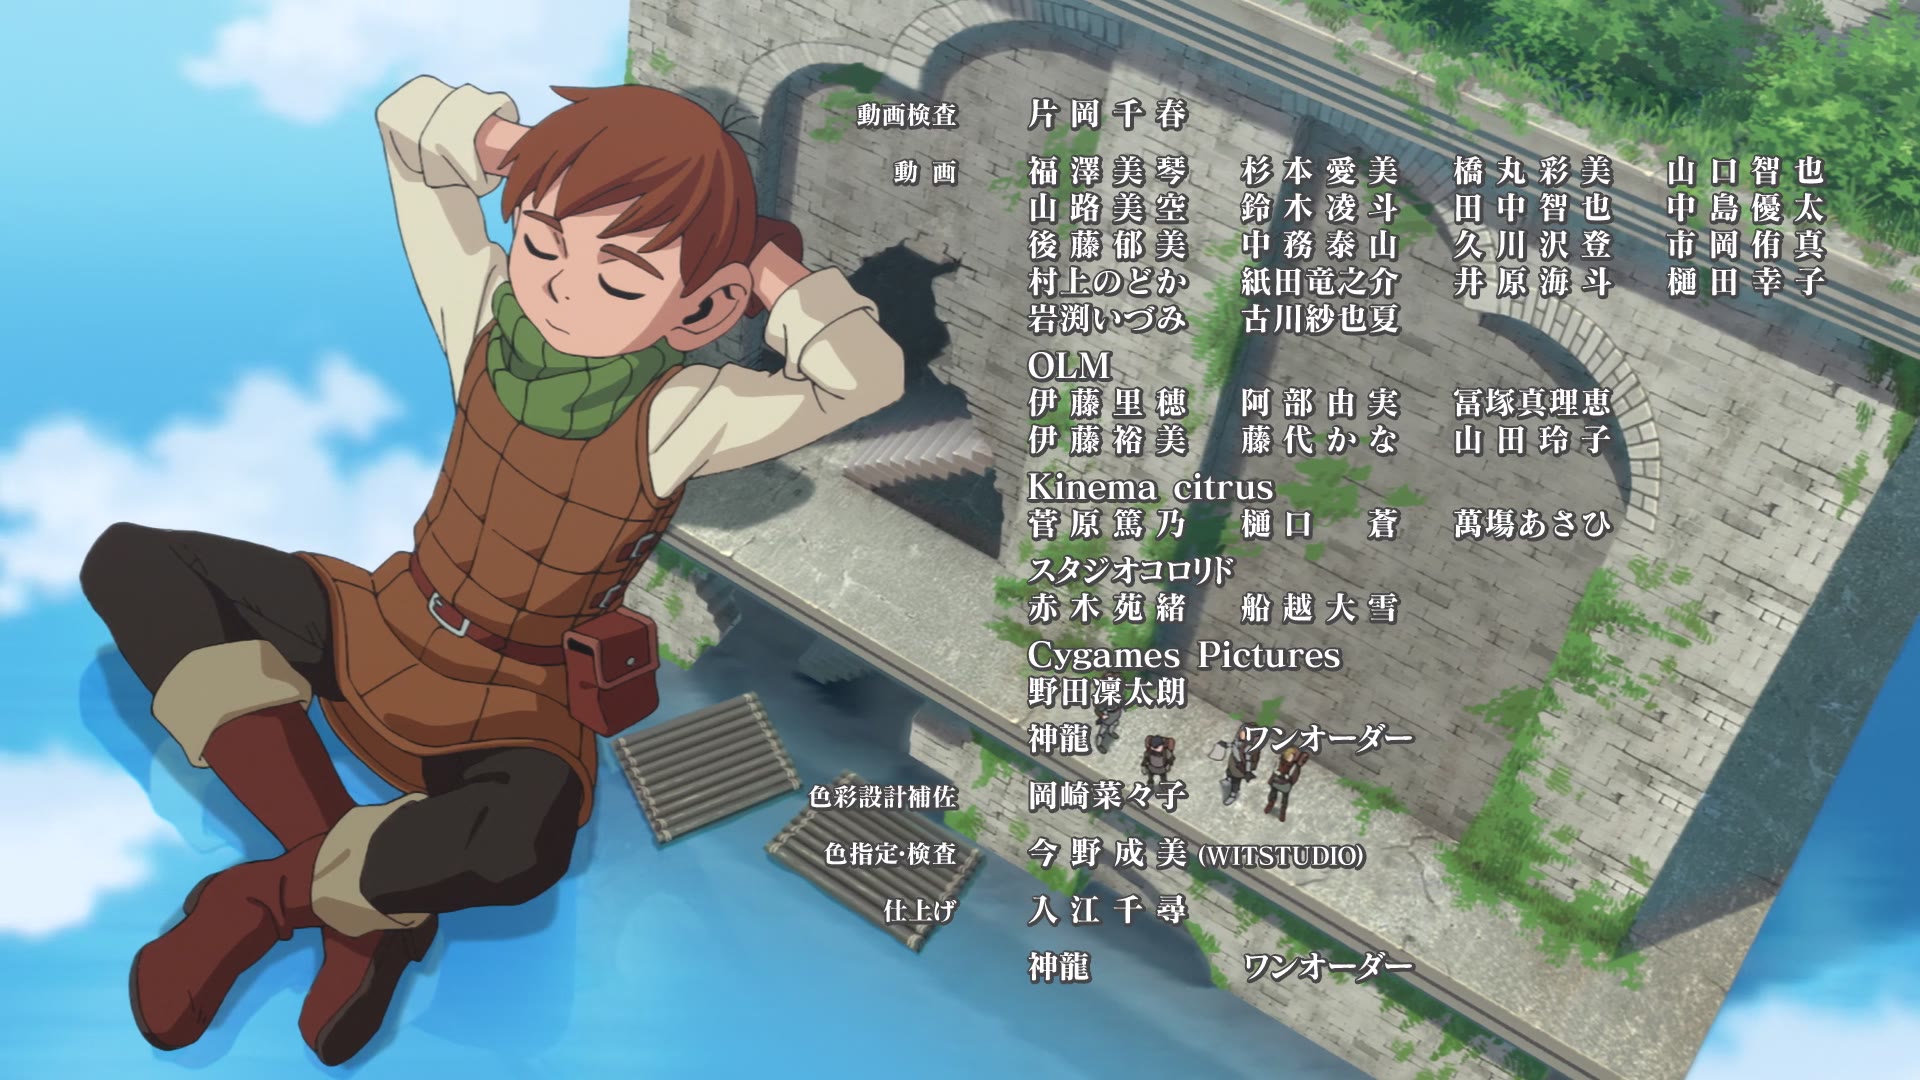 動画検査 片岡千春
動画 福澤美琴 杉本愛美 橋丸彩美 山口智也
山路美空 鈴木凌斗 田中智也 中島優太
後藤郁美 中務泰山 久川沢登 市岡侑真
村上のどか 紙田竜之介 井原海斗 樋田幸子
岩渕いづみ 古川紗也夏
OLM
伊藤里穂 阿部由実 冨塚真理恵
伊藤裕美 藤代かな 山田玲子
Kinema citrus
菅原篤乃 樋口 蒼 萬塲あさひ
スタジオコロリド
赤木苑緒 船越大雪
Cygames Pictures
野田凜太朗
神龍 ワンオーダー
色彩設計補佐 岡崎菜々子
色指定・検査 今野成美(WITSTUDIO)
仕上げ 入江千尋
神龍 ワンオーダー